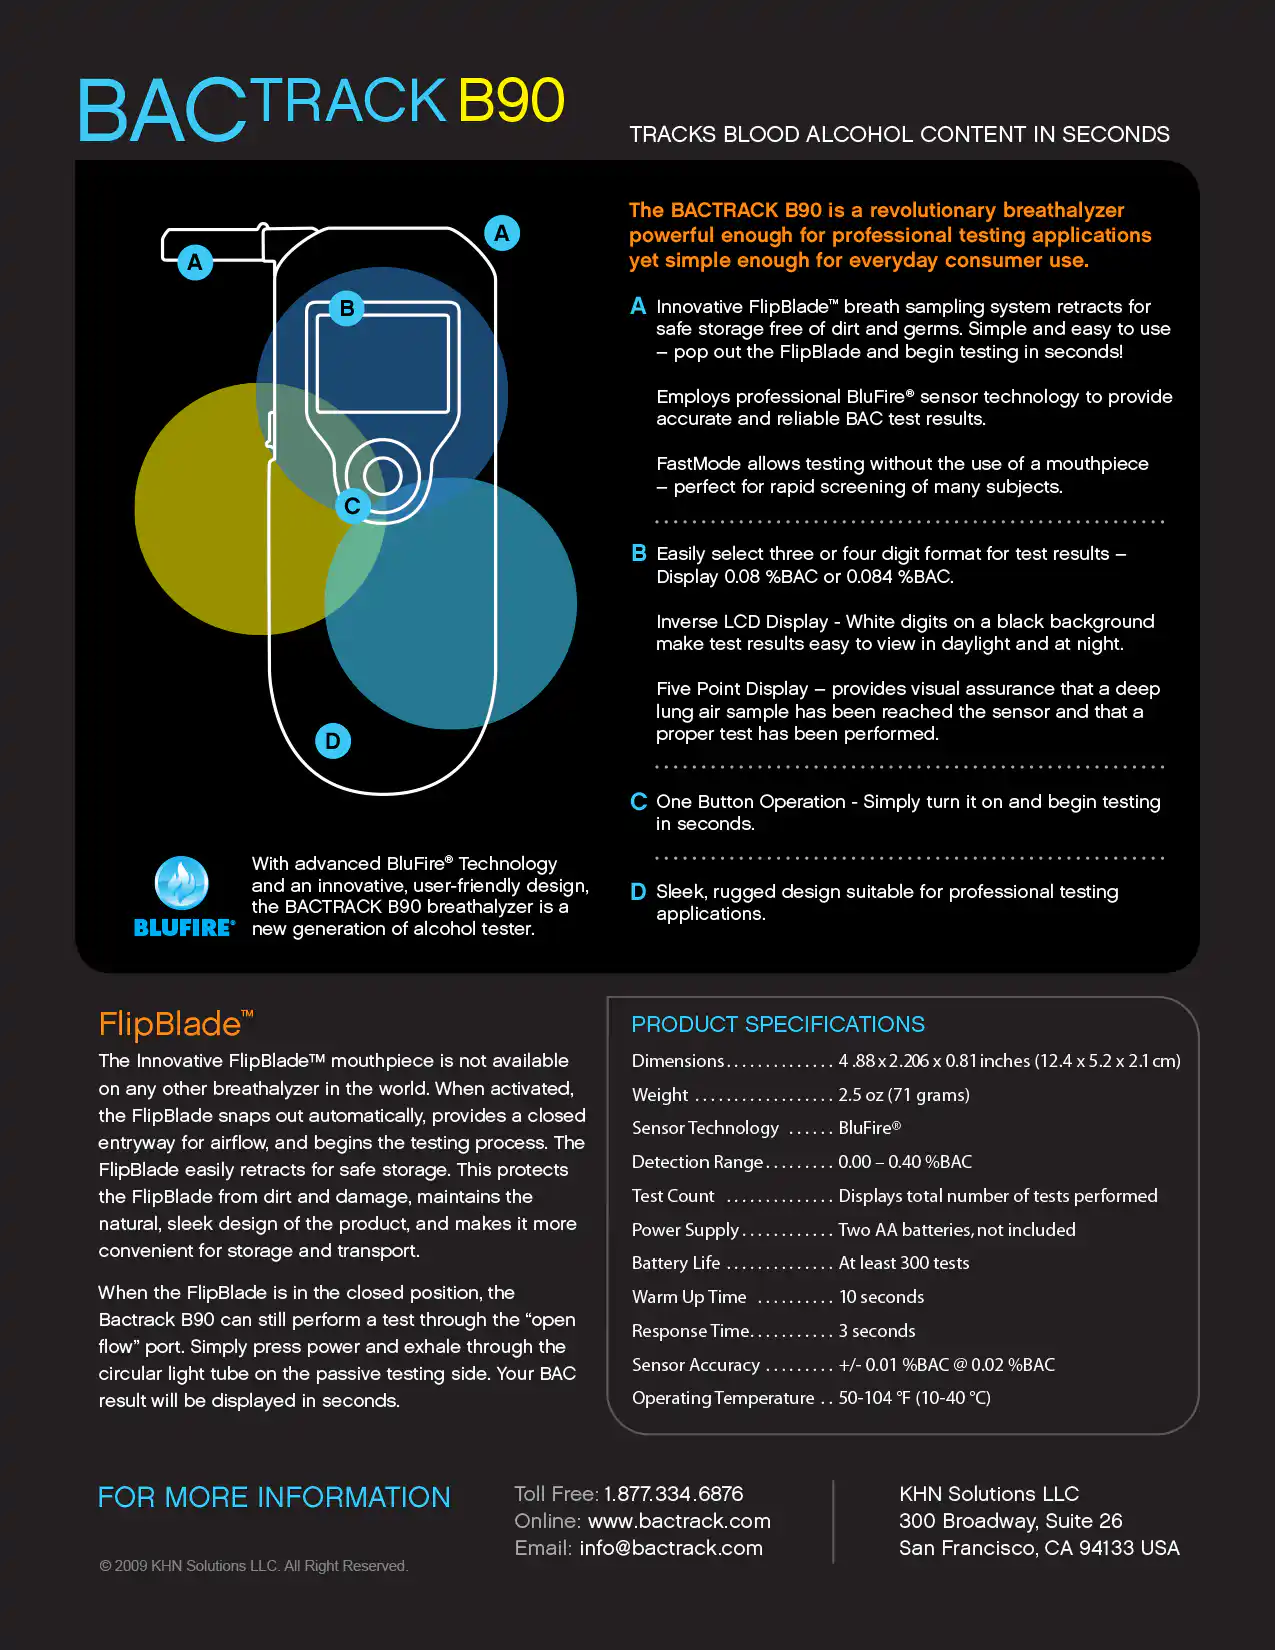 BACTRACK B90
TRACKS BLOOD ALCOHOL CONTENT IN SECONDS
A
A
B
C
D
The BACTRACK B90 is a revolutionary breathalyzer
powerful enough for professional testing applications
yet simple enough for everyday consumer use.
A Innovative FlipBlade™ breath sampling system retracts for
safe storage free of dirt and germs. Simple and easy to use
– pop out the FlipBlade and begin testing in seconds!
Employs professional BluFire® sensor technology to provide
accurate and reliable BAC test results.
FastMode allows testing without the use of a mouthpiece
– perfect for rapid screening of many subjects.
B Easily select three or four digit format for test results –
Display 0.08 %BAC or 0.084 %BAC.
Inverse LCD Display - White digits on a black background
make test results easy to view in daylight and at night.
Five Point Display – provides visual assurance that a deep
lung air sample has been reached the sensor and that a
proper test has been performed.
C One Button Operation - Simply turn it on and begin testing
in seconds.
D Sleek, rugged design suitable for professional testing
applications.
BLUFIRE®
With advanced BluFire® Technology
and an innovative, user-friendly design,
the BACTRACK B90 breathalyzer is a
new generation of alcohol tester.
FlipBlade™
The Innovative FlipBlade™ mouthpiece is not available
on any other breathalyzer in the world. When activated,
the FlipBlade snaps out automatically, provides a closed
entryway for airflow, and begins the testing process. The
FlipBlade easily retracts for safe storage. This protects
the FlipBlade from dirt and damage, maintains the
natural, sleek design of the product, and makes it more
convenient for storage and transport.
When the FlipBlade is in the closed position, the
Bactrack B90 can still perform a test through the “open
flow” port. Simply press power and exhale through the
circular light tube on the passive testing side. Your BAC
result will be displayed in seconds.
PRODUCT SPECIFICATIONS
Dimensions . . . . . . . . . . . . . . 4 .88 x 2.206 x 0.81 inches (12.4 x 5.2 x 2.1 cm)
Weight . . . . . . . . . . . . . . . . . . 2.5 oz (71 grams)
Sensor Technology . . . . . . BluFire®
Detection Range . . . . . . . . . 0.00 – 0.40 %BAC
Test Count . . . . . . . . . . . . . . Displays total number of tests performed
Power Supply . . . . . . . . . . . . Two AA batteries, not included
Battery Life . . . . . . . . . . . . . . At least 300 tests
Warm Up Time . . . . . . . . . . 10 seconds
Response Time. . . . . . . . . . . 3 seconds
Sensor Accuracy . . . . . . . . . +/- 0.01 %BAC @ 0.02 %BAC
Operating Temperature . . 50-104 °F (10-40 °C)
FOR MORE INFORMATION
Toll Free: 1.877.334.6876
Online: www.bactrack.com
Email: info@bactrack.com
KHN Solutions LLC
300 Broadway, Suite 26
San Francisco, CA 94133 USA
© 2009 KHN Solutions LLC. All Right Reserved.